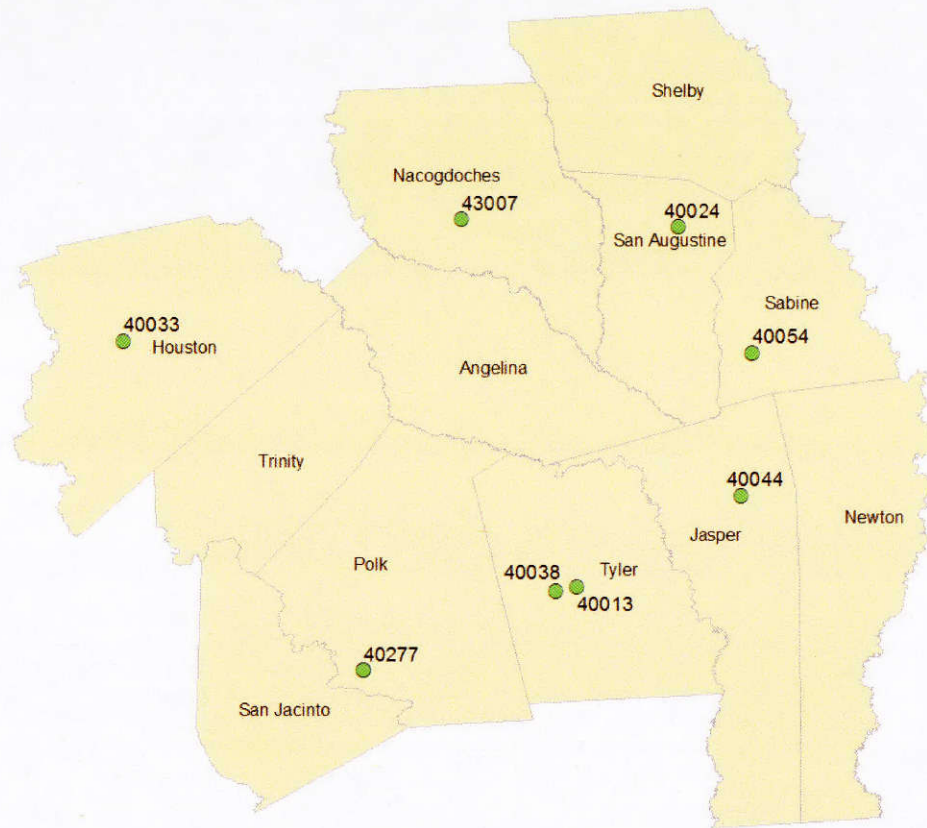 Shelby
Nacogdoches
43007
40024
San Augustine
Sabine
40054
40033
Houston
Angelina
Trinity
40044
Jasper
Newton
Polk
40038
Tyler
40013
40277
San Jacinto